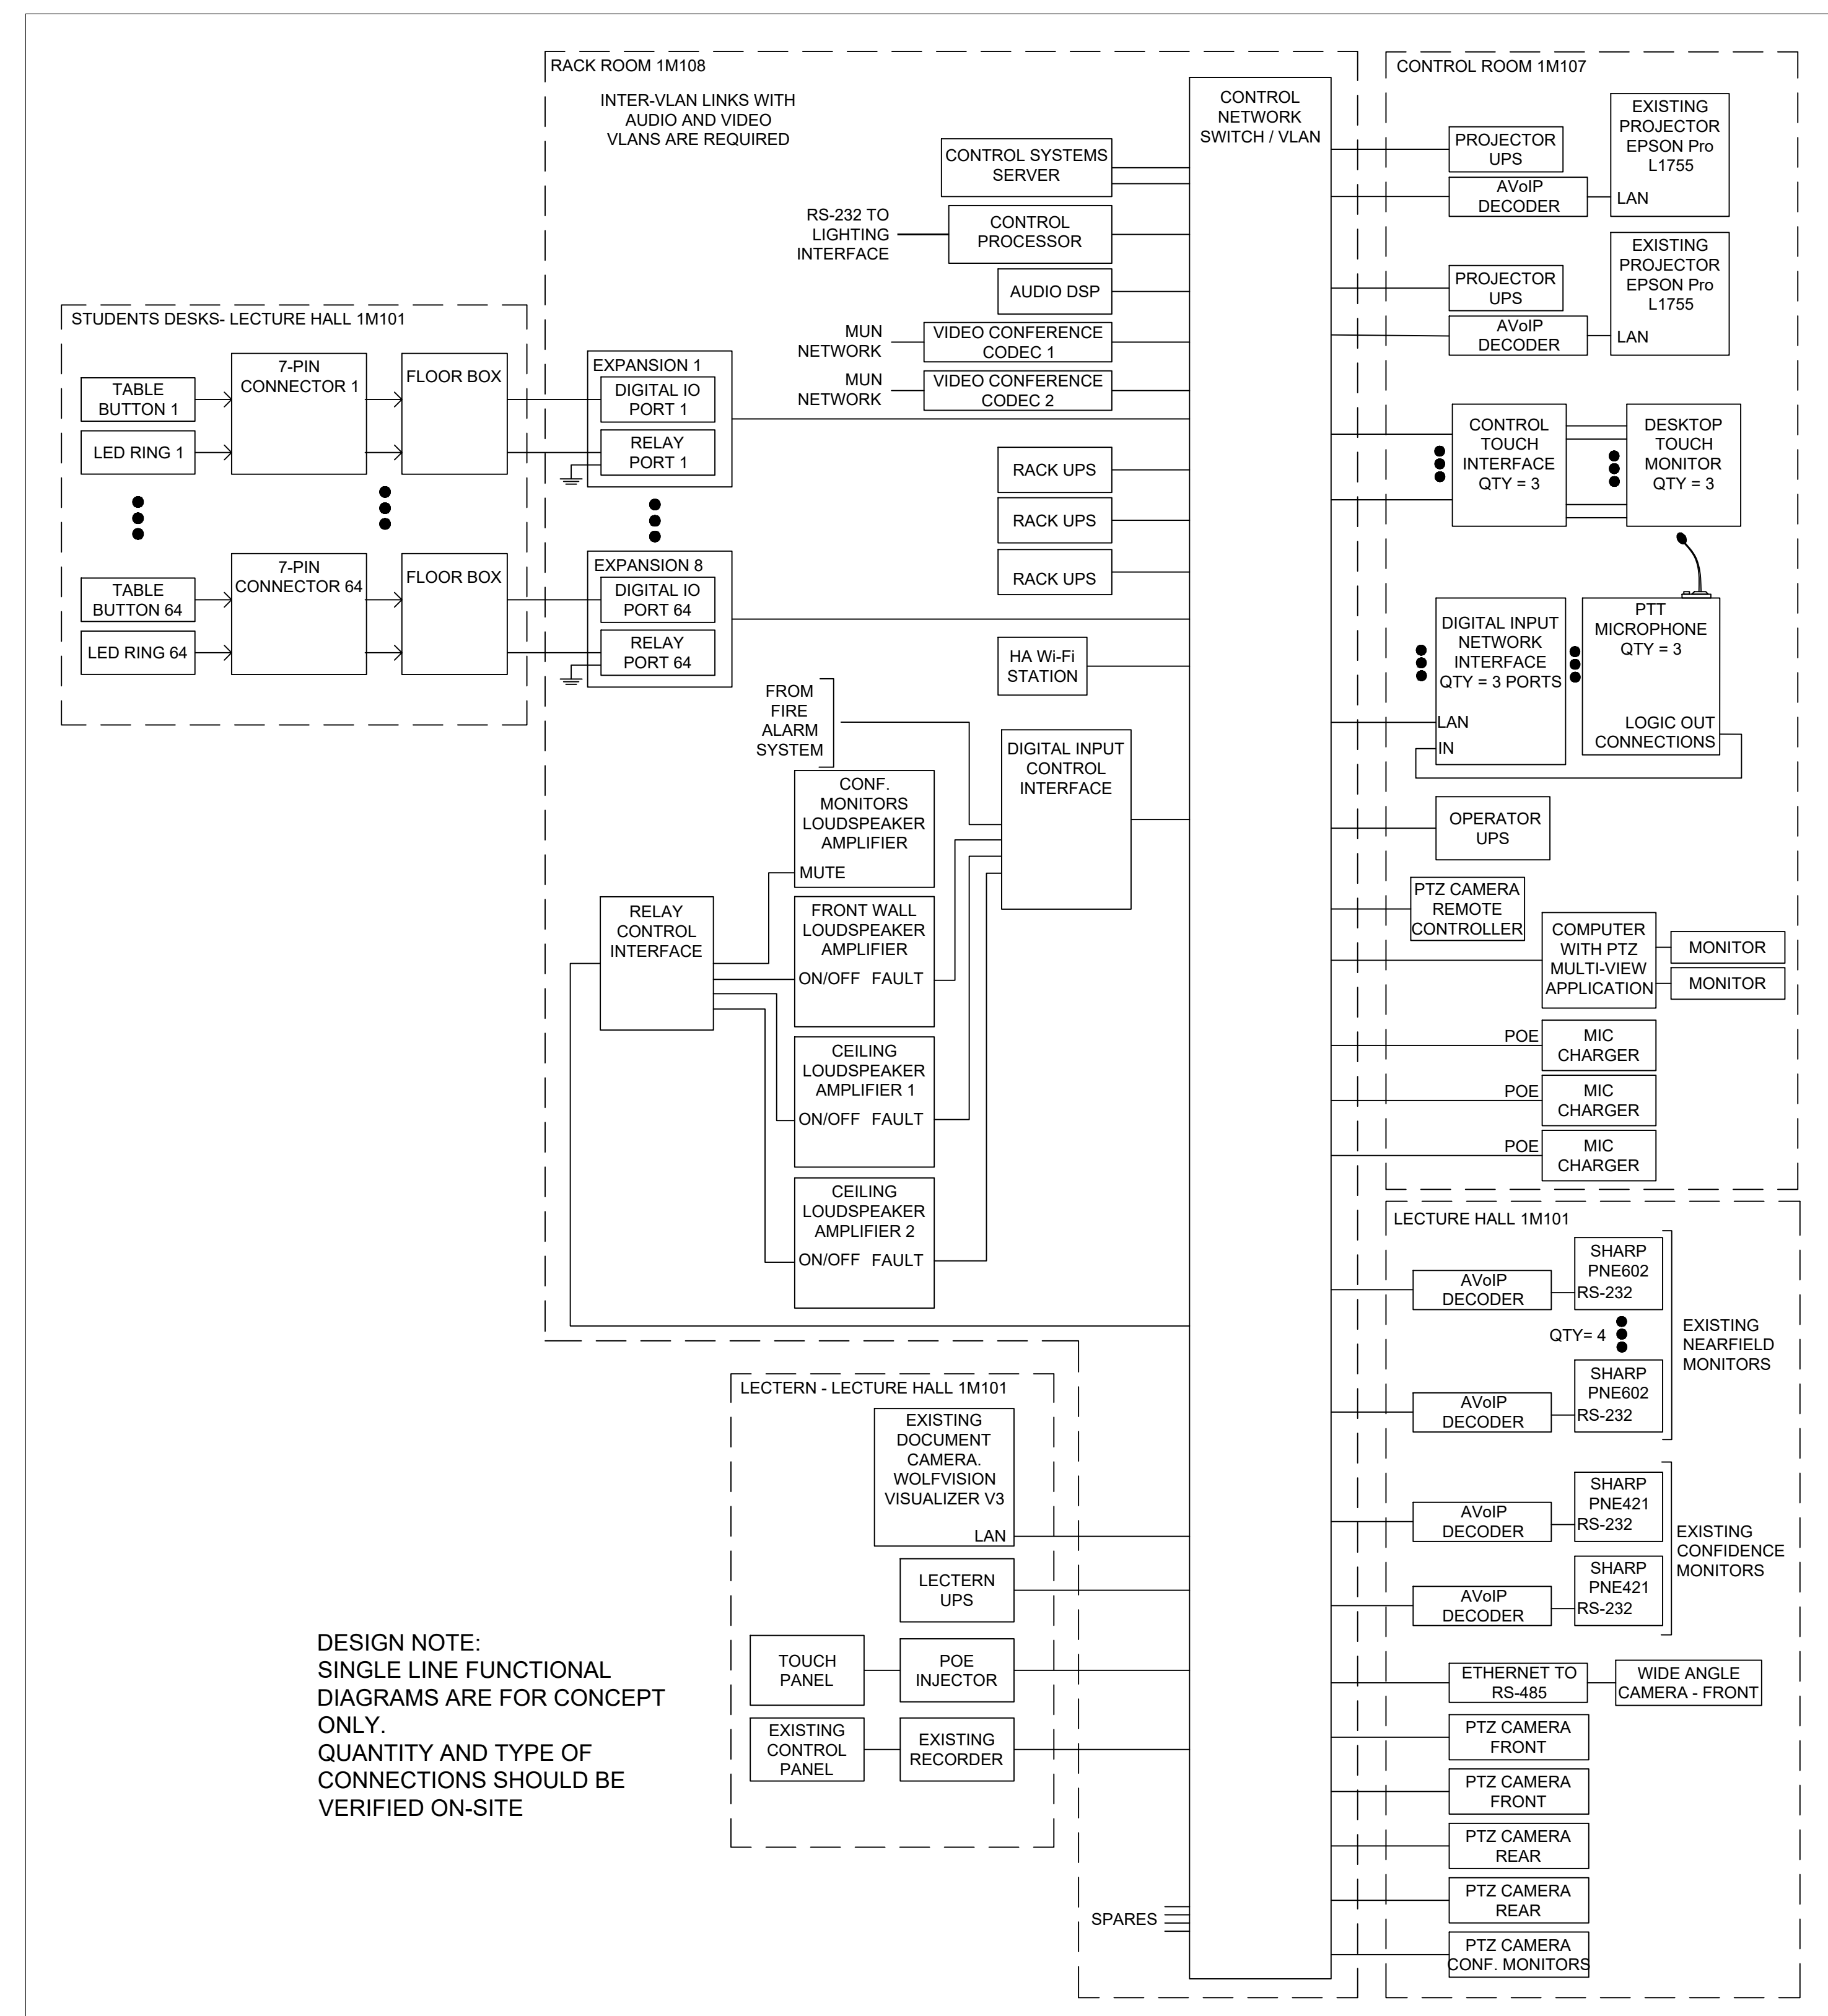 RACK ROOM 1M108
INTER-VLAN LINKS WITH
AUDIO AND VIDEO
VLANS ARE REQUIRED
CONTROL
NETWORK
SWITCH / VLAN
CONTROL SYSTEMS
SERVER
RS-232 TO
LIGHTING
INTERFACE
CONTROL
PROCESSOR
AUDIO DSP
MUN
NETWORK
VIDEO CONFERENCE
CODEC 1
MUN
NETWORK
VIDEO CONFERENCE
CODEC 2
STUDENTS DESKS- LECTURE HALL 1M101
TABLE
BUTTON 1
LED RING 1
7-PIN
CONNECTOR 1
FLOOR BOX
EXPANSION 1
DIGITAL IO
PORT 1
RELAY
PORT 1
TABLE
BUTTON 64
LED RING 64
7-PIN
CONNECTOR 64
FLOOR BOX
EXPANSION 8
DIGITAL IO
PORT 64
RELAY
PORT 64
RACK UPS
RACK UPS
RACK UPS
HA Wi-Fi
STATION
FROM
FIRE
ALARM
SYSTEM
DIGITAL INPUT
CONTROL
INTERFACE
CONF.
MONITORS
LOUDSPEAKER
AMPLIFIER
MUTE
RELAY
CONTROL
INTERFACE
FRONT WALL
LOUDSPEAKER
AMPLIFIER
ON/OFF FAULT
CEILING
LOUDSPEAKER
AMPLIFIER 1
ON/OFF FAULT
CEILING
LOUDSPEAKER
AMPLIFIER 2
ON/OFF FAULT
LECTERN - LECTURE HALL 1M101
EXISTING
DOCUMENT
CAMERA.
WOLFVISION
VISUALIZER V3
LAN
LECTERN
UPS
TOUCH
PANEL
POE
INJECTOR
EXISTING
CONTROL
PANEL
EXISTING
RECORDER
SPARES
DESIGN NOTE:
SINGLE LINE FUNCTIONAL
DIAGRAMS ARE FOR CONCEPT
ONLY.
QUANTITY AND TYPE OF
CONNECTIONS SHOULD BE
VERIFIED ON-SITE
CONTROL ROOM 1M107
PROJECTOR
UPS
AVoIP
DECODER
EXISTING
PROJECTOR
EPSON Pro
L1755
LAN
PROJECTOR
UPS
AVoIP
DECODER
EXISTING
PROJECTOR
EPSON Pro
L1755
LAN
CONTROL
TOUCH
INTERFACE
QTY = 3
DESKTOP
TOUCH
MONITOR
QTY = 3
DIGITAL INPUT
NETWORK
INTERFACE
QTY = 3 PORTS
LAN
IN
PTT
MICROPHONE
QTY = 3
LOGIC OUT
CONNECTIONS
OPERATOR
UPS
PTZ CAMERA
REMOTE
CONTROLLER
COMPUTER
WITH PTZ
MULTI-VIEW
APPLICATION
MONITOR
MONITOR
POE
MIC
CHARGER
POE
MIC
CHARGER
POE
MIC
CHARGER
LECTURE HALL 1M101
AVoIP
DECODER
SHARP
PNE602
RS-232
QTY= 4
EXISTING
NEARFIELD
MONITORS
AVoIP
DECODER
SHARP
PNE602
RS-232
AVoIP
DECODER
SHARP
PNE421
RS-232
EXISTING
CONFIDENCE
MONITORS
AVoIP
DECODER
SHARP
PNE421
RS-232
ETHERNET TO
RS-485
WIDE ANGLE
CAMERA - FRONT
PTZ CAMERA
FRONT
PTZ CAMERA
FRONT
PTZ CAMERA
REAR
PTZ CAMERA
REAR
PTZ CAMERA
CONF. MONITORS